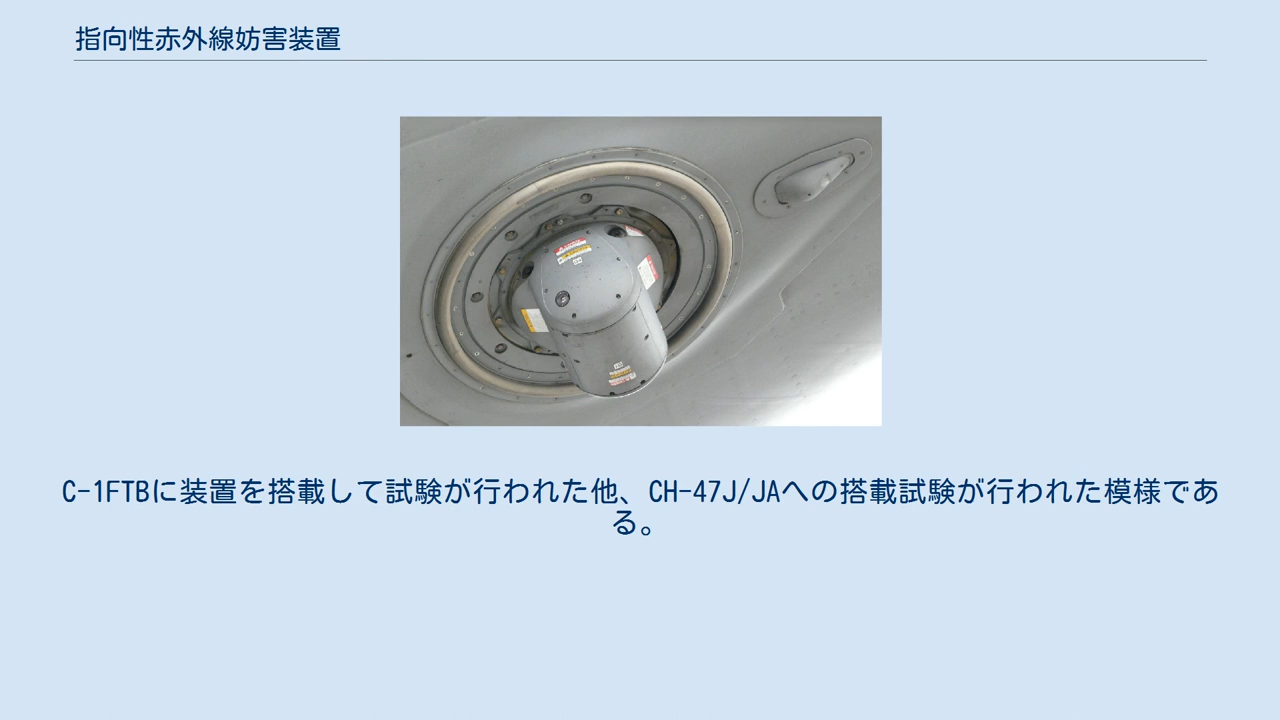 指向性赤外線妨害装置
C-1FTBに装置を搭載して試験が行われた他、CH-47J/JAへの搭載試験が行われた模様であ
る。